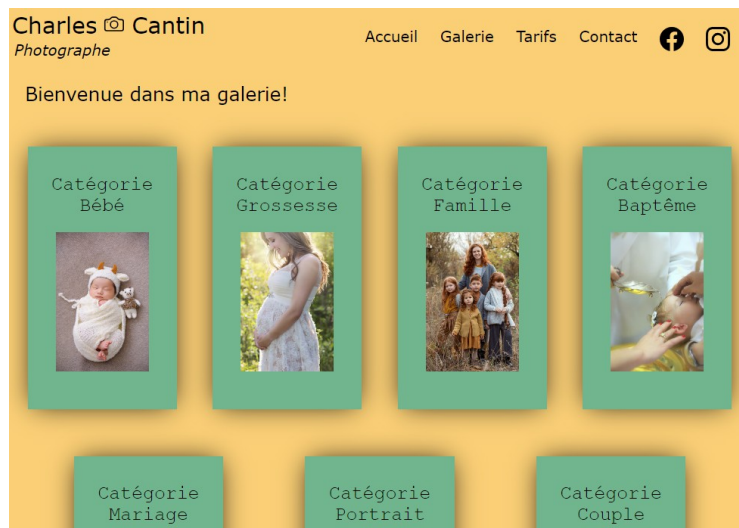 Charles Cantin
Photographe
Accueil Galerie Tarifs Contact
Bienvenue dans ma galerie!
Catégorie
Bébé
Catégorie
Grossesse
Catégorie
Famille
Catégorie
Baptême
Catégorie
Mariage
Catégorie
Portrait
Catégorie
Couple